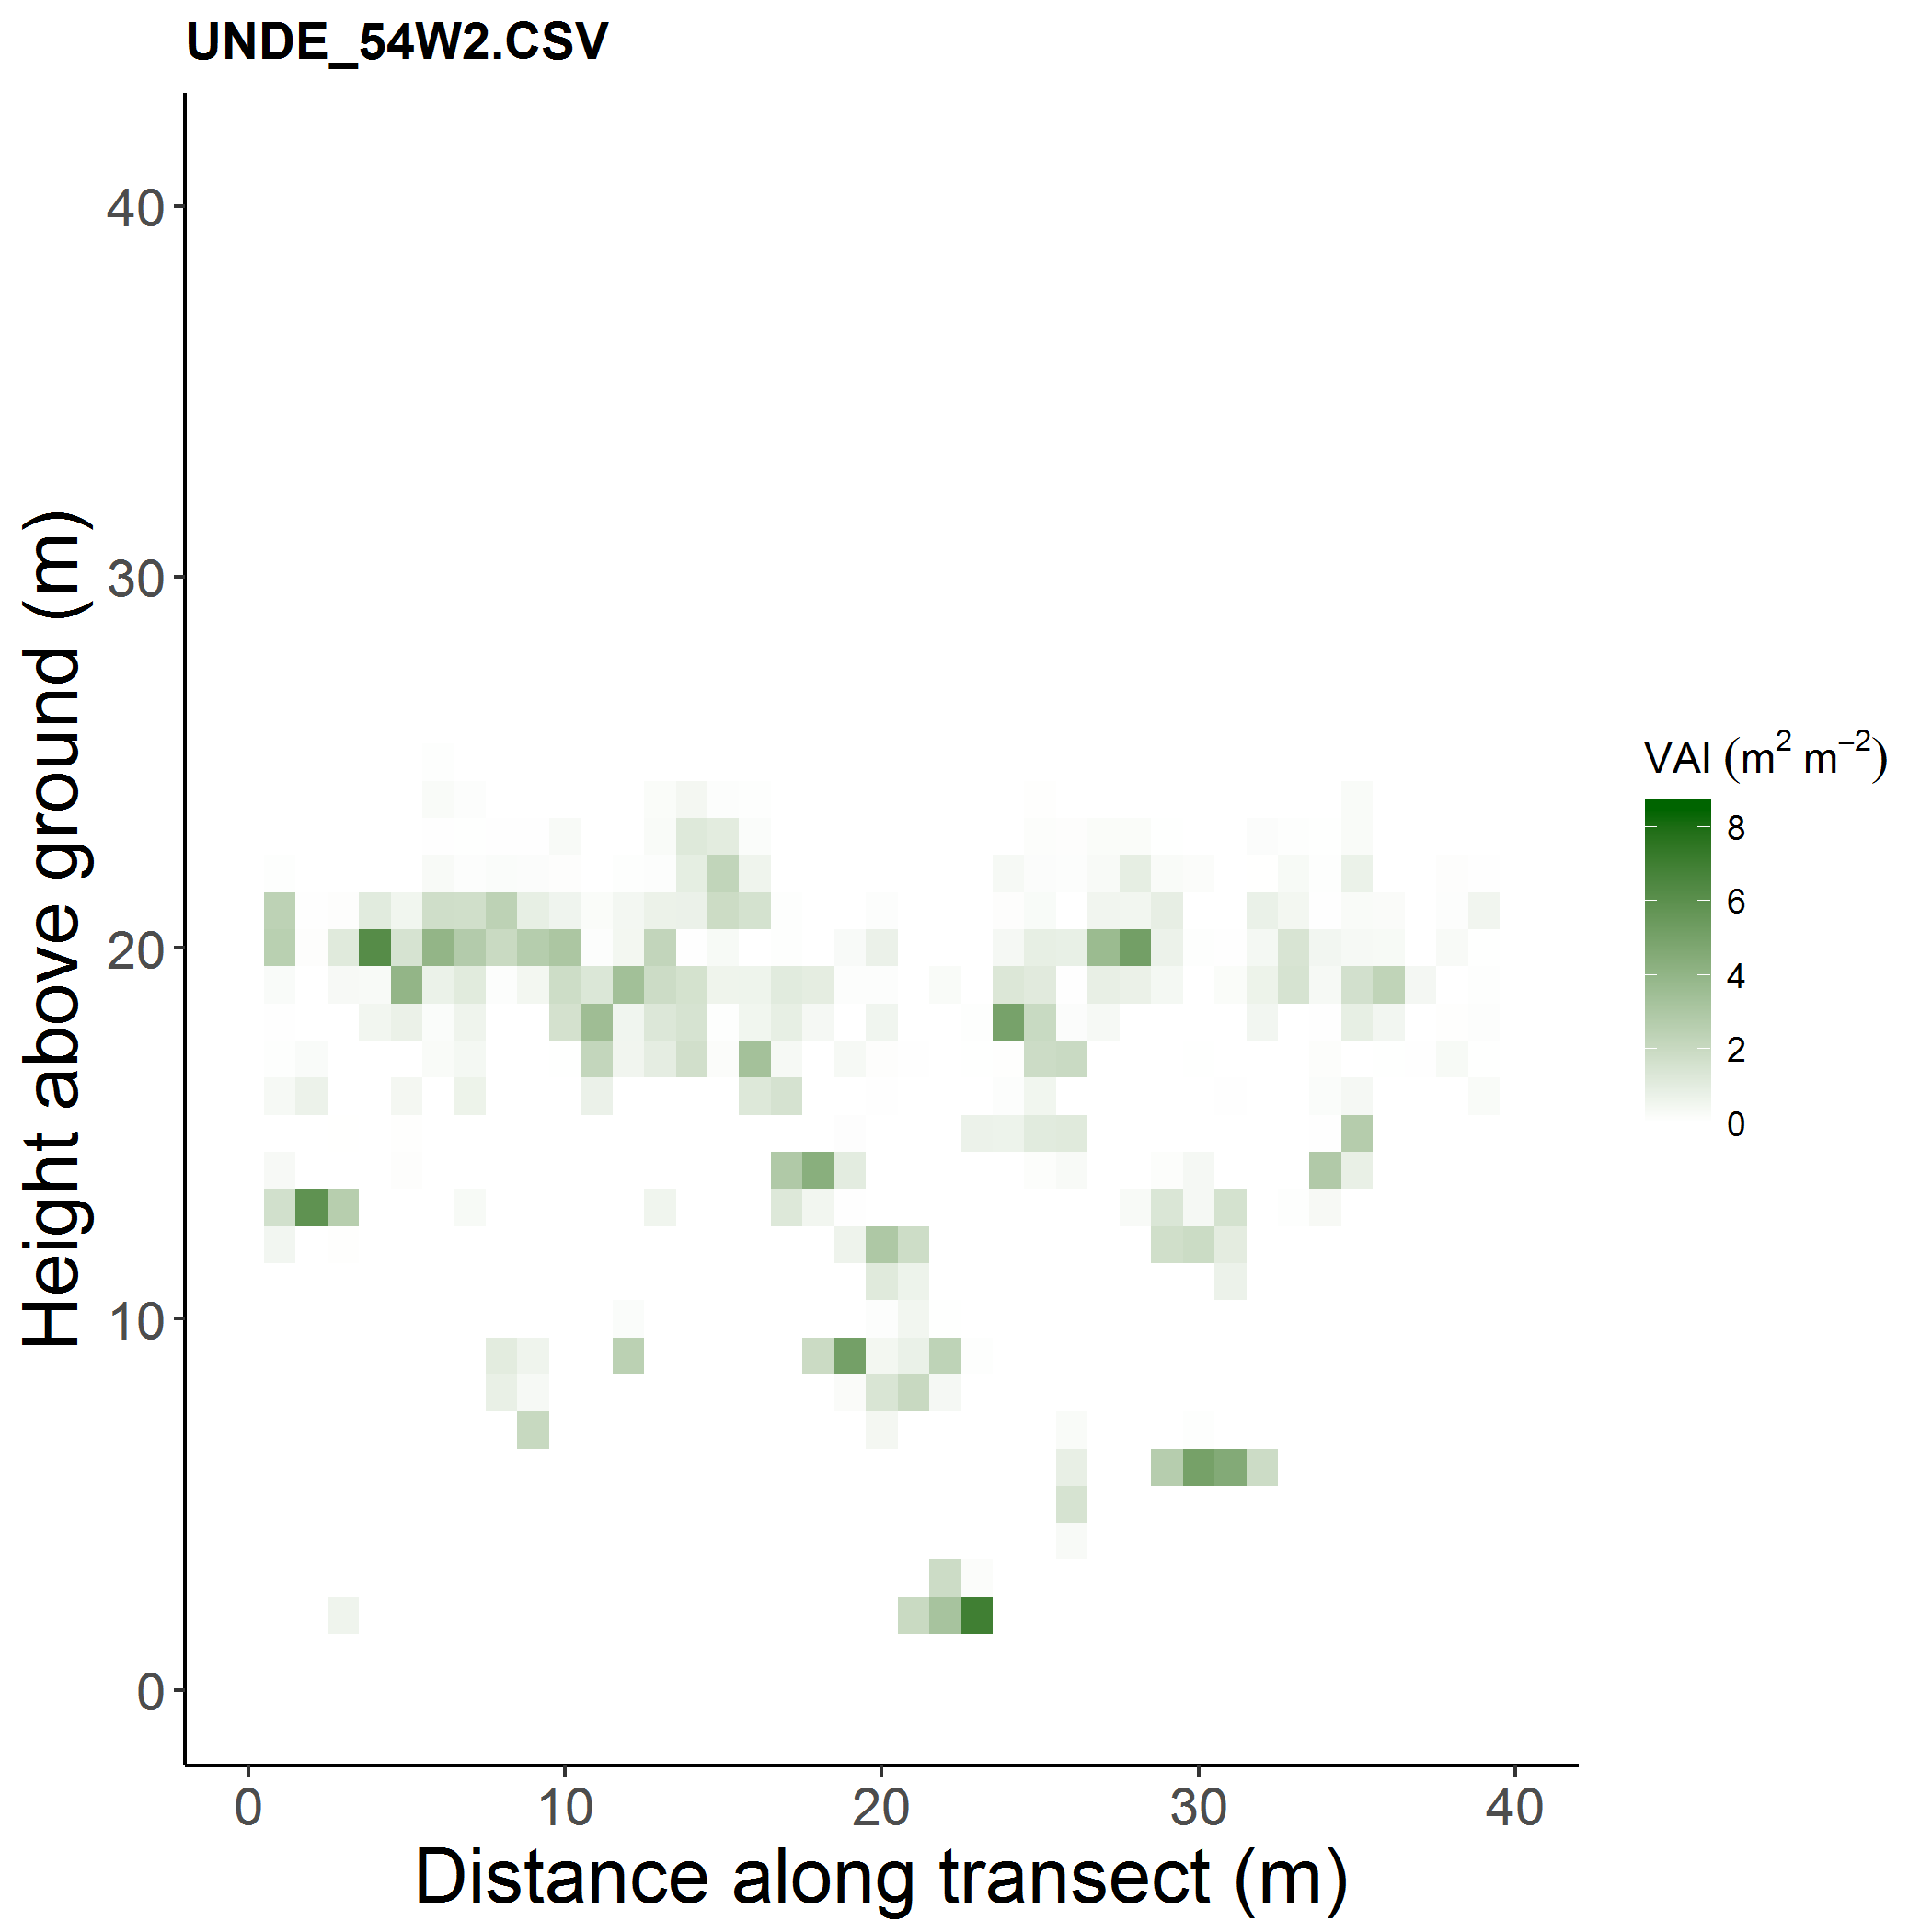 UNDE_54W2.CSV
40
30
20
10
0
Height above ground (m)
0 10 20 30 40
Distance along transect (m)
VAI (m² m⁻²)
8
6
4
2
0